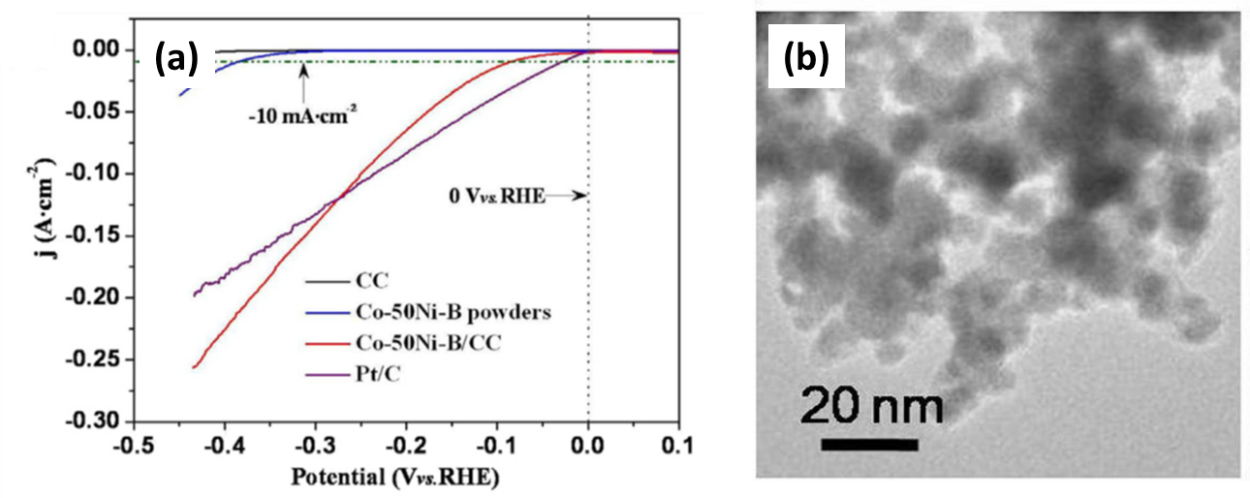 (a)
0.00
-0.05
-0.10
-0.15
-0.20
-0.25
-0.30
j (A·cm⁻²)
-10 mA·cm⁻²
0 Vvs.RHE
CC
Co-50Ni-B powders
Co-50Ni-B/CC
Pt/C
-0.5 -0.4 -0.3 -0.2 -0.1 0.0 0.1
Potential (Vvs.RHE)
(b)
20 nm